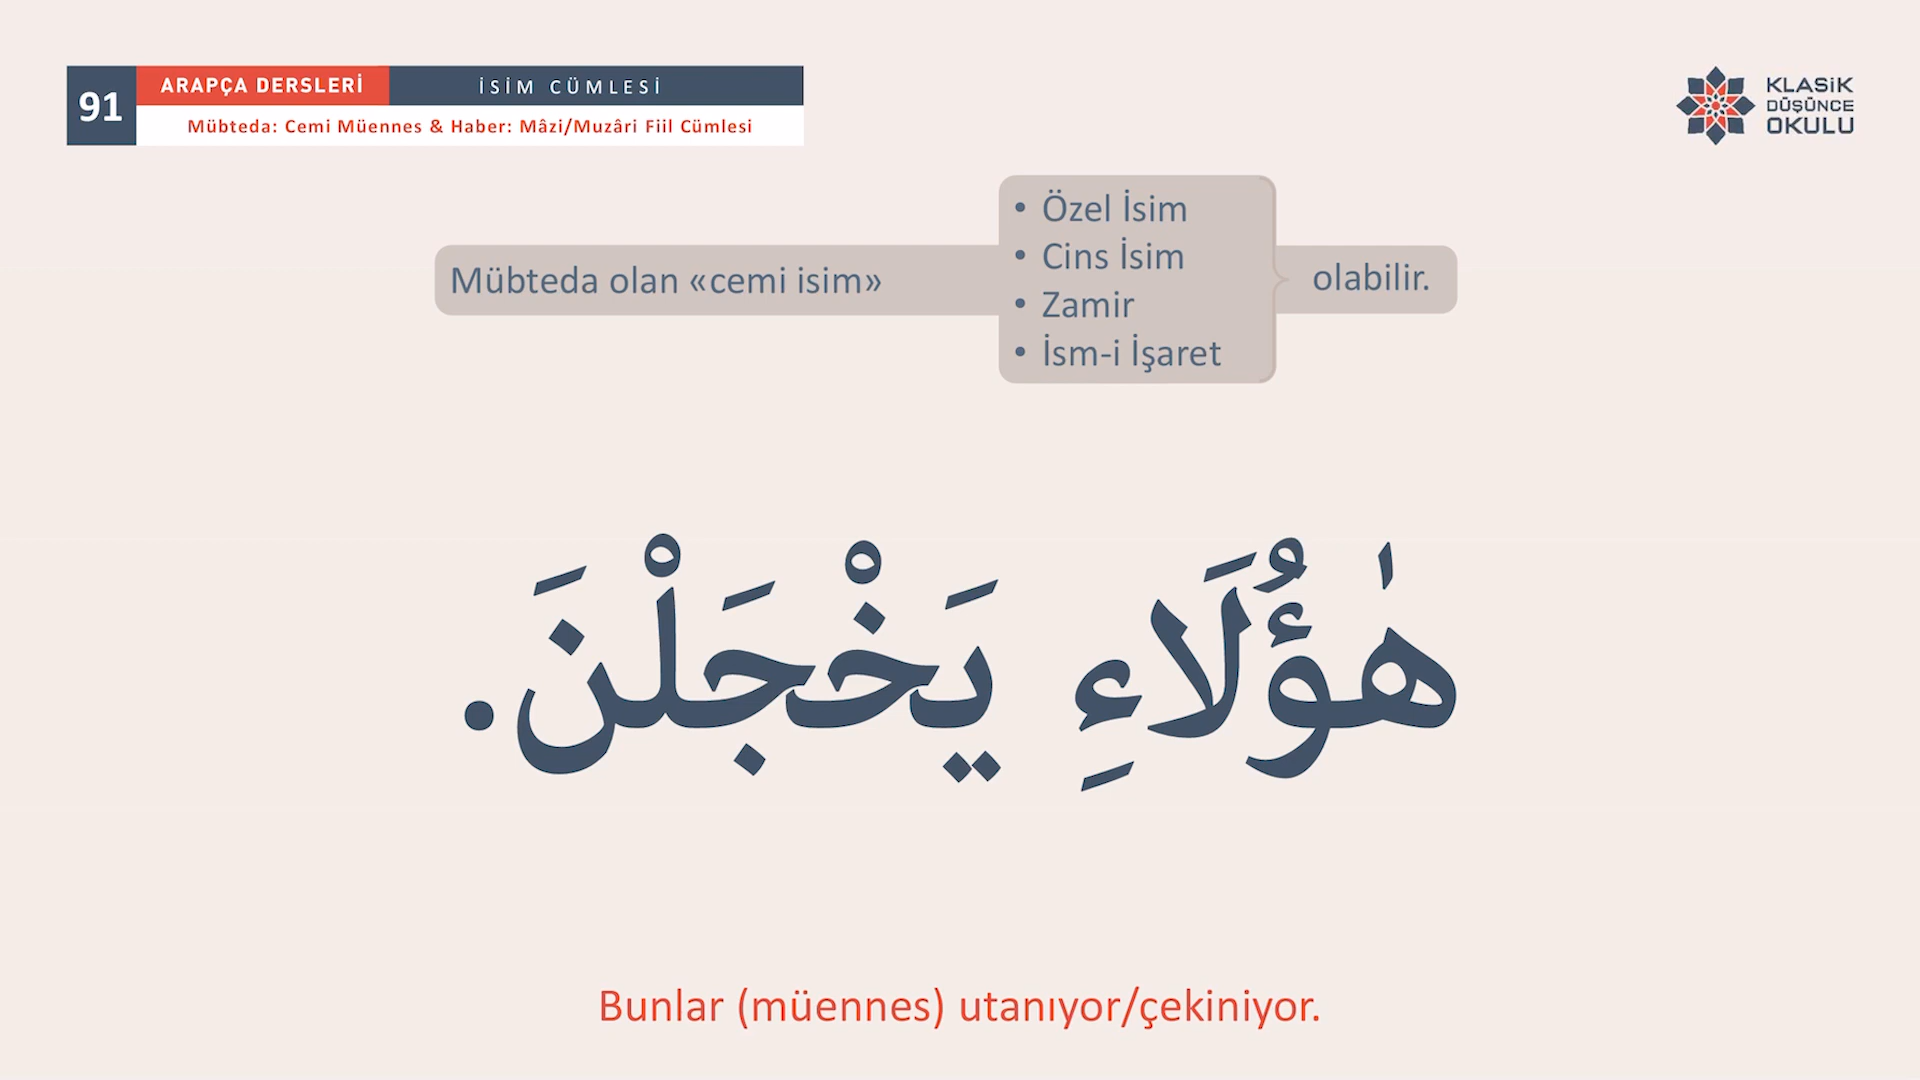 91
ARAPÇA DERSLERİ
İSİM CÜMLESİ
Mübteda: Cemi Müennes & Haber: Mâzi/Muzâri Fiil Cümlesi
KLASİK
DÜŞÜNCE
OKULU
Mübteda olan «cemi isim»
• Özel İsim
• Cins İsim
• Zamir
• İsm-i İşaret
olabilir.
هٰؤُلَاءِ يَخْجَلْنَ.
Bunlar (müennes) utanıyor/çekiniyor.